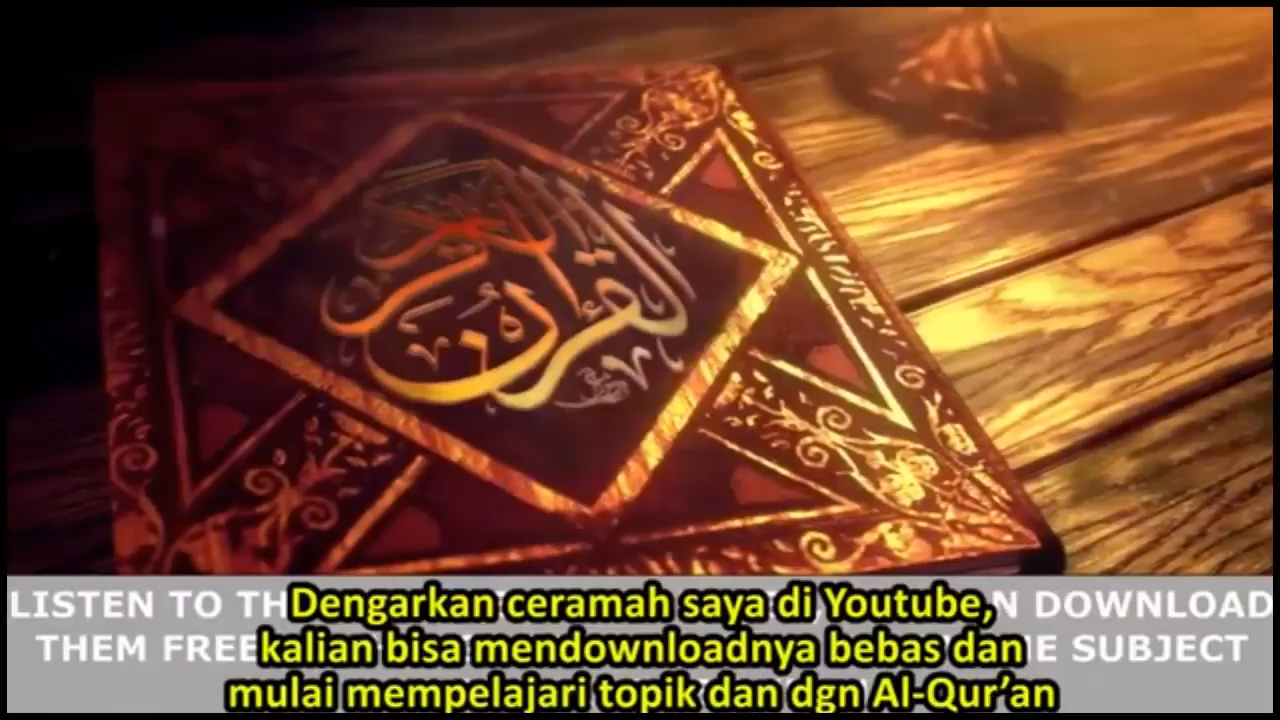 القرآن الكريم
LISTEN TO TH
N DOWNLOAD
THEM FREE
E SUBJECT
Dengarkan ceramah saya di Youtube,
kalian bisa mendownloadnya bebas dan
mulai mempelajari topik dan dgn Al-Qur'an